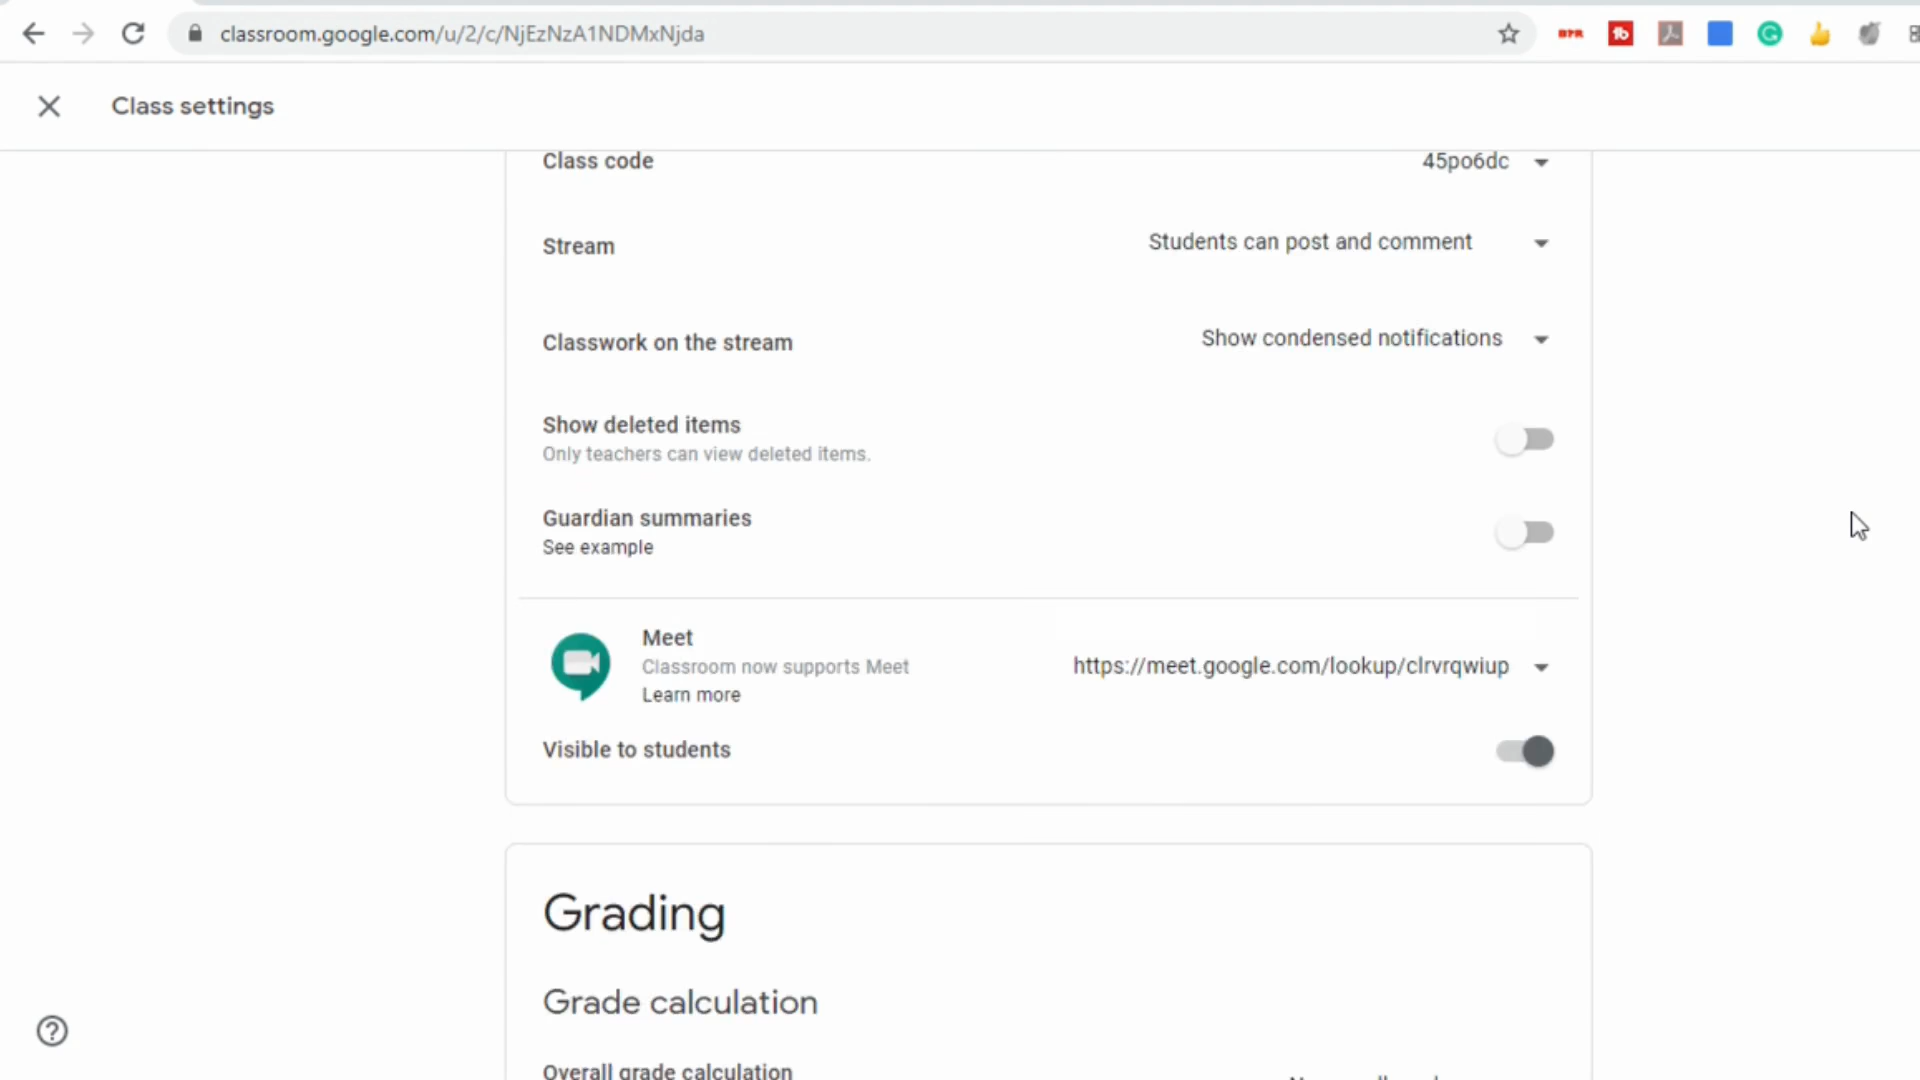 classroom.google.com/u/2/c/NjEzNzA1NDMxNjda
Class settings
Class code
45po6dc
Stream
Students can post and comment
Classwork on the stream
Show condensed notifications
Show deleted items
Only teachers can view deleted items.
Guardian summaries
See example
Meet
Classroom now supports Meet
https://meet.google.com/lookup/clrvrqwiup
Learn more
Visible to students
Grading
Grade calculation
Overall grade calculation